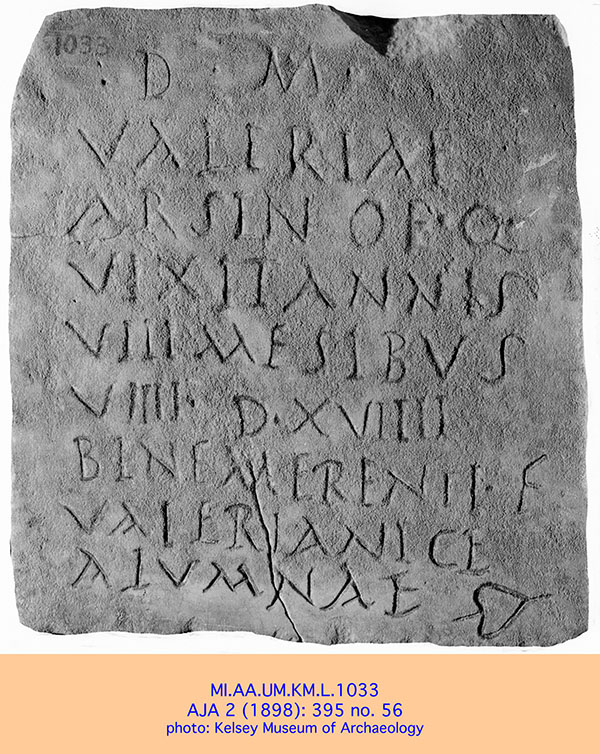 1033
· D · M ·
VALERIAE
ARSINOE · Q ·
VIXIT ANNIS
VIII · MESIBVS
VIIII · D · XVIIII
BENEMERENTI · F
VALERIA NICE
ALVMNAE
MI.AA.UM.KM.L.1033
AJA 2 (1898): 395 no. 56
photo: Kelsey Museum of Archaeology